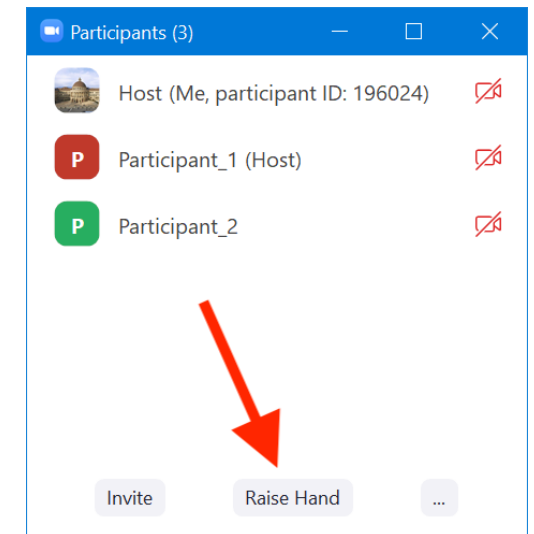 Participants (3)
Host (Me, participant ID: 196024)
P Participant_1 (Host)
P Participant_2
Invite Raise Hand ...